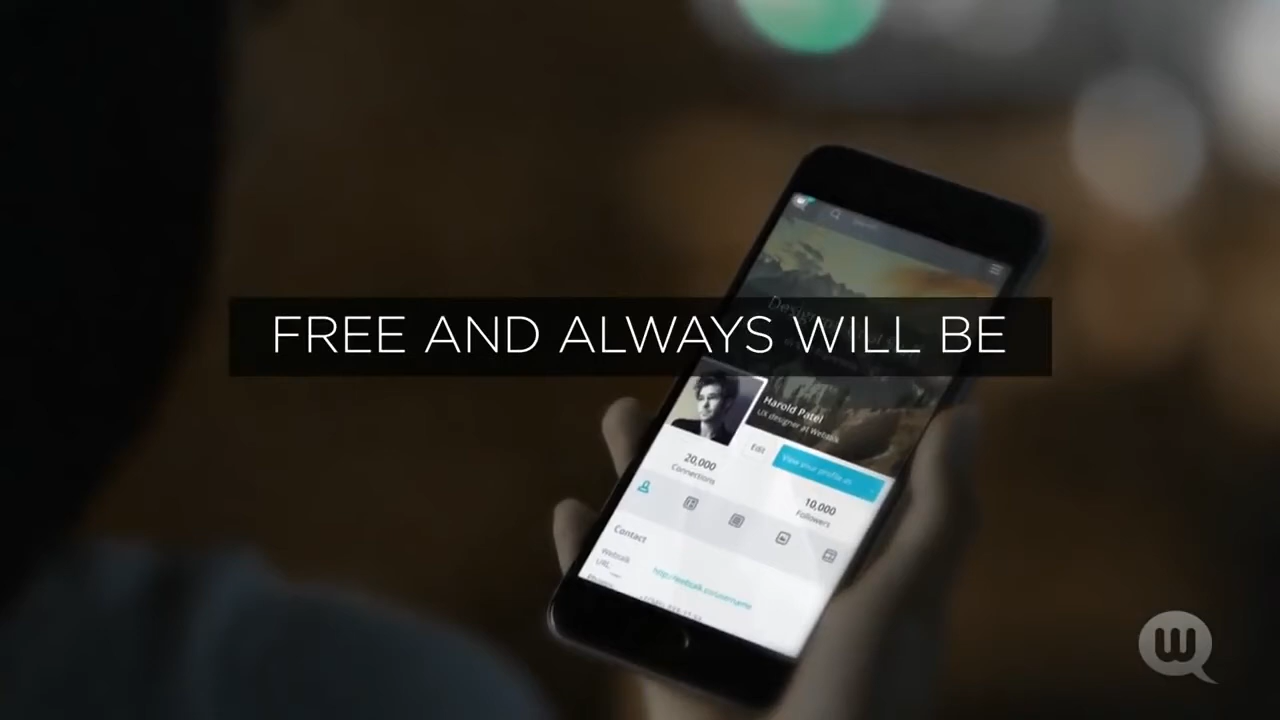 FREE AND ALWAYS WILL BE
Harold Patel
UX designer at Webtalk
Edit
View your profile as
20,000
Connections
10,000
Followers
Contact
Webtalk
URL
W